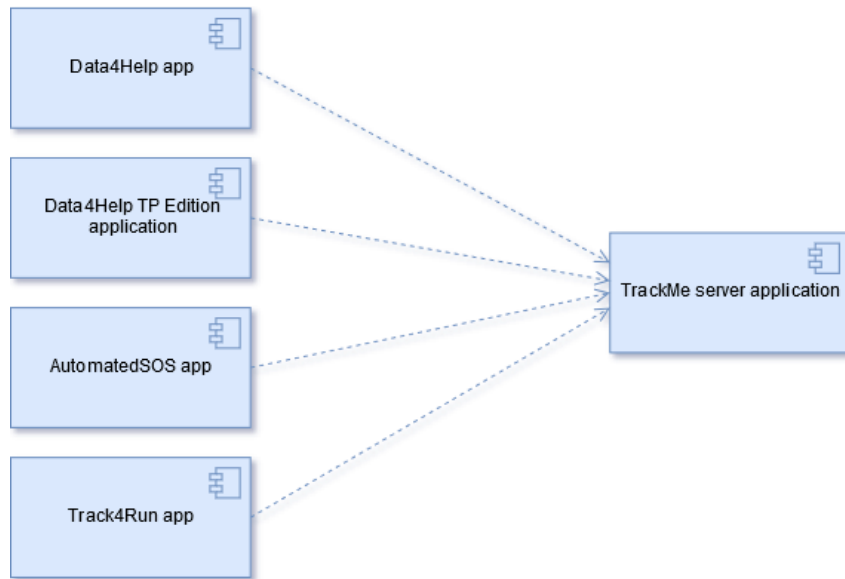 Data4Help app
Data4Help TP Edition
application
TrackMe server application
AutomatedSOS app
Track4Run app